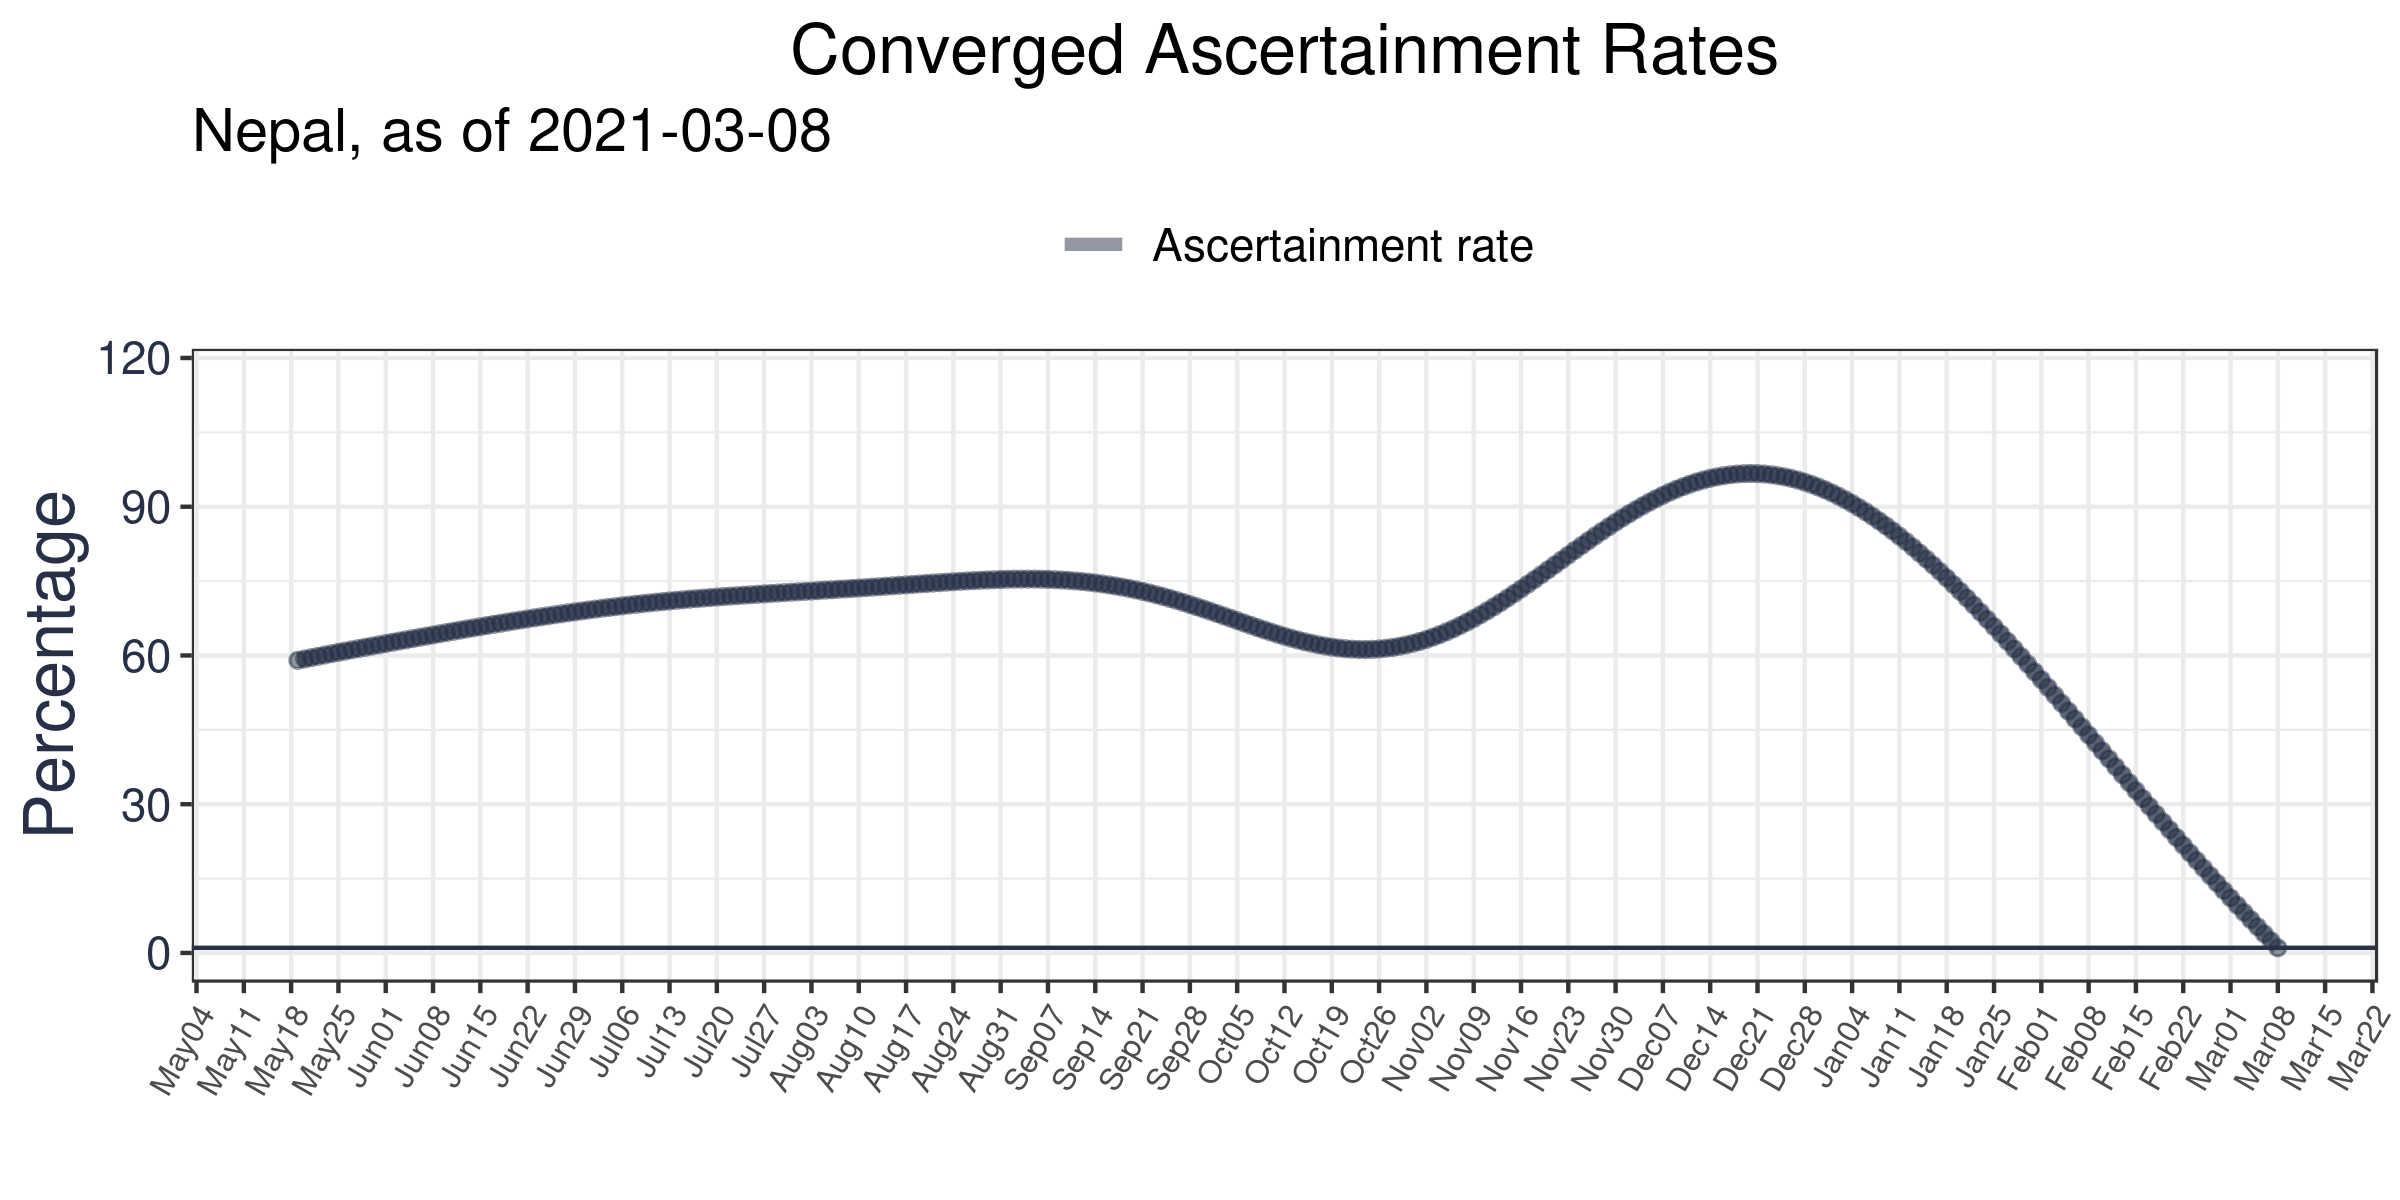 Converged Ascertainment Rates
Nepal, as of 2021-03-08
Ascertainment rate
Percentage
120
90
60
30
0
May04
May11
May18
May25
Jun01
Jun08
Jun15
Jun22
Jun29
Jul06
Jul13
Jul20
Jul27
Aug03
Aug10
Aug17
Aug24
Aug31
Sep07
Sep14
Sep21
Sep28
Oct05
Oct12
Oct19
Oct26
Nov02
Nov09
Nov16
Nov23
Nov30
Dec07
Dec14
Dec21
Dec28
Jan04
Jan11
Jan18
Jan25
Feb01
Feb08
Feb15
Feb22
Mar01
Mar08
Mar15
Mar22